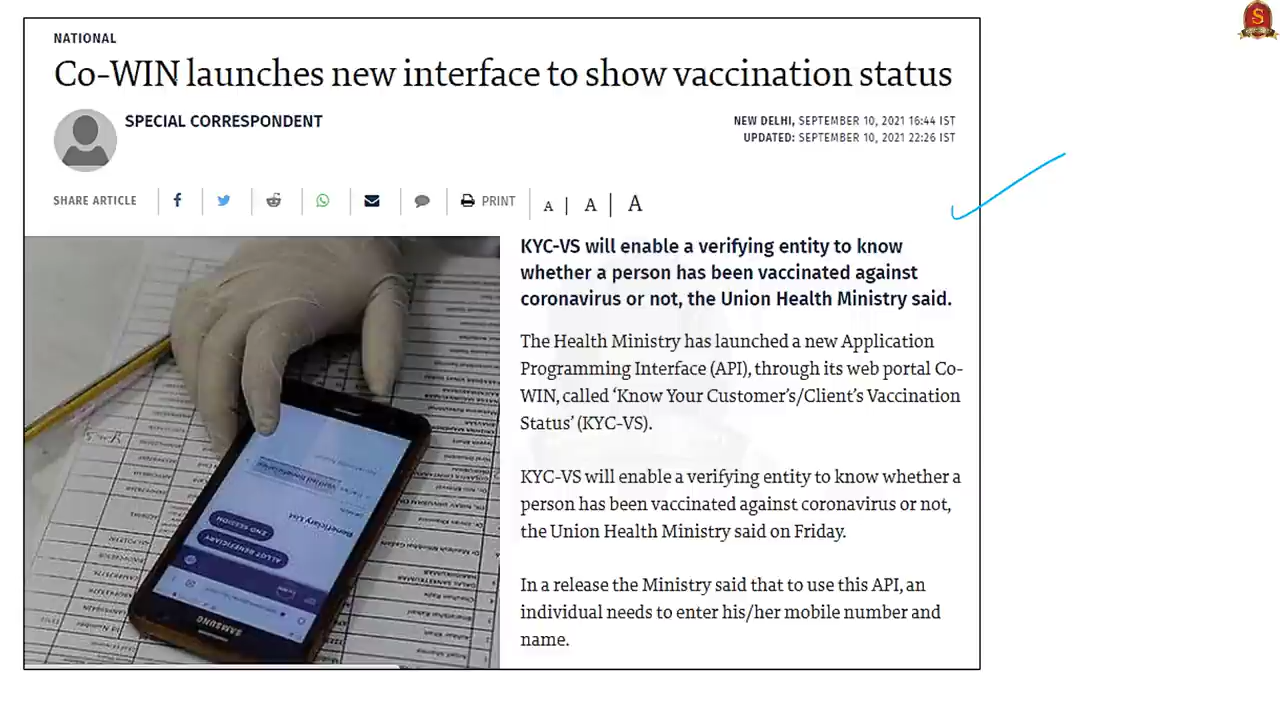 S
NATIONAL
Co-WIN launches new interface to show vaccination status
SPECIAL CORRESPONDENT
NEW DELHI, SEPTEMBER 10, 2021 16:44 IST
UPDATED: SEPTEMBER 10, 2021 22:26 IST
SHARE ARTICLE
PRINT
A | A | A
KYC-VS will enable a verifying entity to know
whether a person has been vaccinated against
coronavirus or not, the Union Health Ministry said.
The Health Ministry has launched a new Application
Programming Interface (API), through its web portal Co-
WIN, called ‘Know Your Customer’s/Client’s Vaccination
Status’ (KYC-VS).
KYC-VS will enable a verifying entity to know whether a
person has been vaccinated against coronavirus or not,
the Union Health Ministry said on Friday.
In a release the Ministry said that to use this API, an
individual needs to enter his/her mobile number and
name.
Beneficiary List
END SESSION
ALLOT BENEFICIARY
SAMSUNG